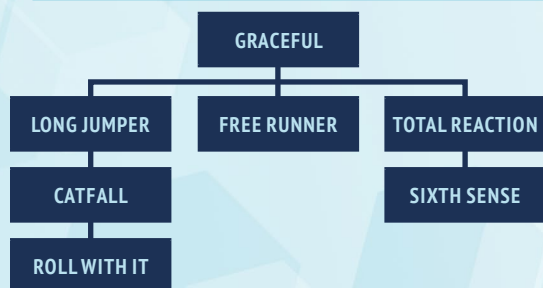 GRACEFUL
LONG JUMPER
FREE RUNNER
TOTAL REACTION
CATFALL
SIXTH SENSE
ROLL WITH IT